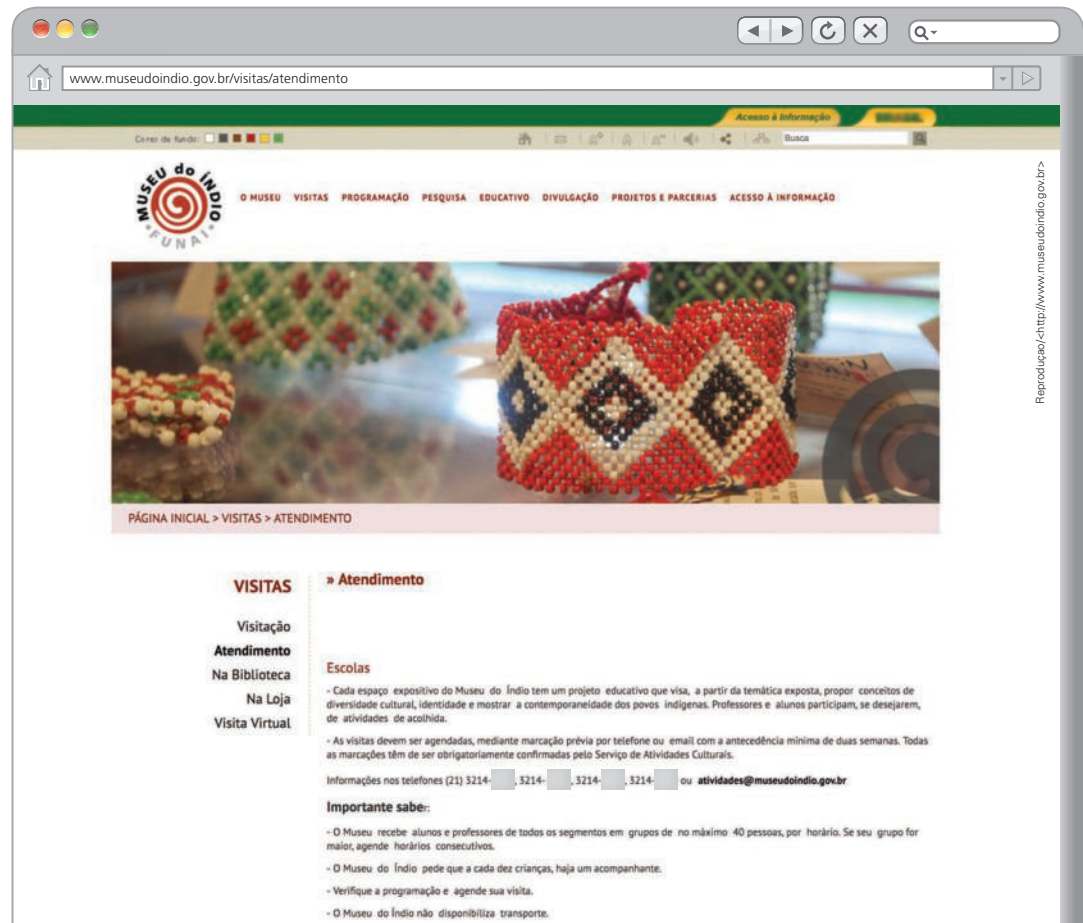 www.museudoindio.gov.br/visitas/atendimento
Acesso à Informação
Cores de fundo:
Busca
MUSEU do ÍNDIO
FUNAI
O MUSEU VISITAS PROGRAMAÇÃO PESQUISA EDUCATIVO DIVULGAÇÃO PROJETOS E PARCERIAS ACESSO À INFORMAÇÃO
Reprodução/<http://www.museudoindio.gov.br>
PÁGINA INICIAL > VISITAS > ATENDIMENTO
VISITAS
Visitação
Atendimento
Na Biblioteca
Na Loja
Visita Virtual
» Atendimento
Escolas
- Cada espaço expositivo do Museu do Índio tem um projeto educativo que visa, a partir da temática exposta, propor conceitos de
diversidade cultural, identidade e mostrar a contemporaneidade dos povos indígenas. Professores e alunos participam, se desejarem,
de atividades de acolhida.
- As visitas devem ser agendadas, mediante marcação prévia por telefone ou email com a antecedência mínima de duas semanas. Todas
as marcações têm de ser obrigatoriamente confirmadas pelo Serviço de Atividades Culturais.
Informações nos telefones (21) 3214- , 3214- , 3214- , 3214- ou atividades@museudoindio.gov.br
Importante saber:
- O Museu recebe alunos e professores de todos os segmentos em grupos de no máximo 40 pessoas, por horário. Se seu grupo for
maior, agende horários consecutivos.
- O Museu do Índio pede que a cada dez crianças, haja um acompanhante.
- Verifique a programação e agende sua visita.
- O Museu do Índio não disponibiliza transporte.